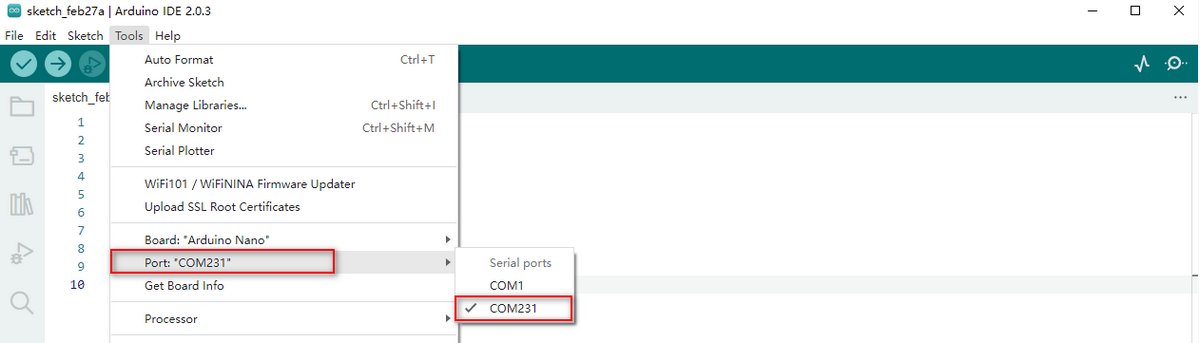 sketch_feb27a | Arduino IDE 2.0.3
File Edit Sketch Tools Help
Auto Format Ctrl+T
Archive Sketch
sketch_feb
Manage Libraries... Ctrl+Shift+I
1
Serial Monitor Ctrl+Shift+M
2
Serial Plotter
3
4
WiFi101 / WiFiNINA Firmware Updater
5
Upload SSL Root Certificates
6
7
Board: "Arduino Nano"
8
Port: "COM231"
Serial ports
9
Get Board Info
COM1
10
COM231
Processor